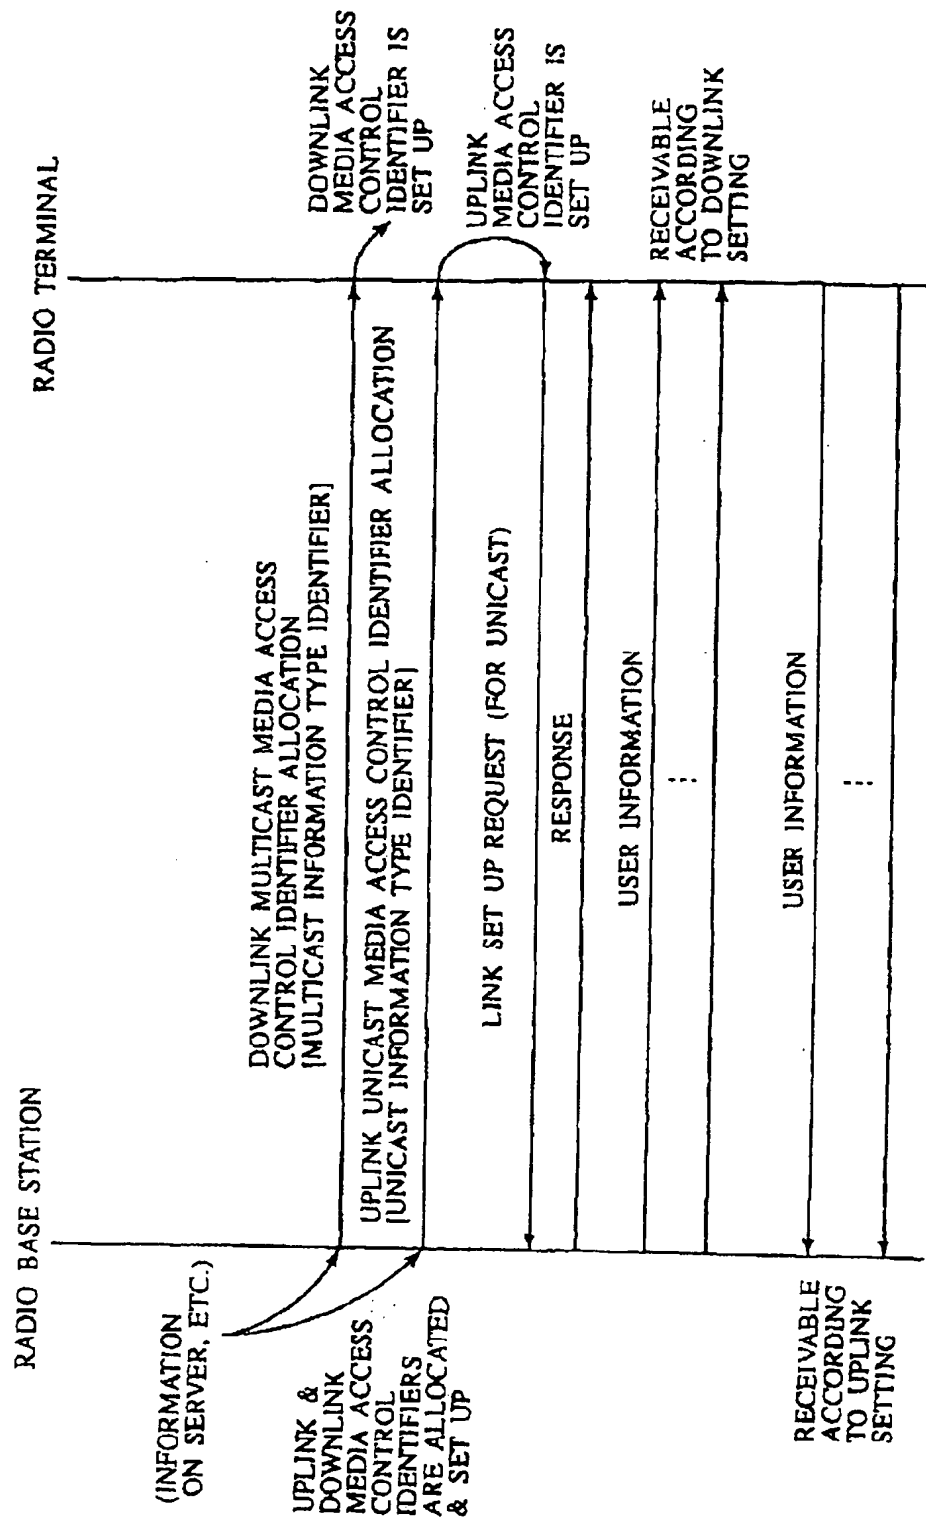 RADIO BASE STATION
RADIO TERMINAL
(INFORMATION
ON SERVER, ETC.)
UPLINK &
DOWNLINK
MEDIA ACCESS
CONTROL
IDENTIFIERS
ARE ALLOCATED
& SET UP
DOWNLINK MULTICAST MEDIA ACCESS
CONTROL IDENTIFIER ALLOCATION
[MULTICAST INFORMATION TYPE IDENTIFIER]
DOWNLINK
MEDIA ACCESS
CONTROL
IDENTIFIER IS
SET UP
UPLINK UNICAST MEDIA ACCESS CONTROL IDENTIFIER ALLOCATION
[UNICAST INFORMATION TYPE IDENTIFIER]
UPLINK
MEDIA ACCESS
CONTROL
IDENTIFIER IS
SET UP
LINK SET UP REQUEST (FOR UNICAST)
RESPONSE
USER INFORMATION
RECEIVABLE
ACCORDING
TO DOWNLINK
SETTING
USER INFORMATION
RECEIVABLE
ACCORDING
TO UPLINK
SETTING